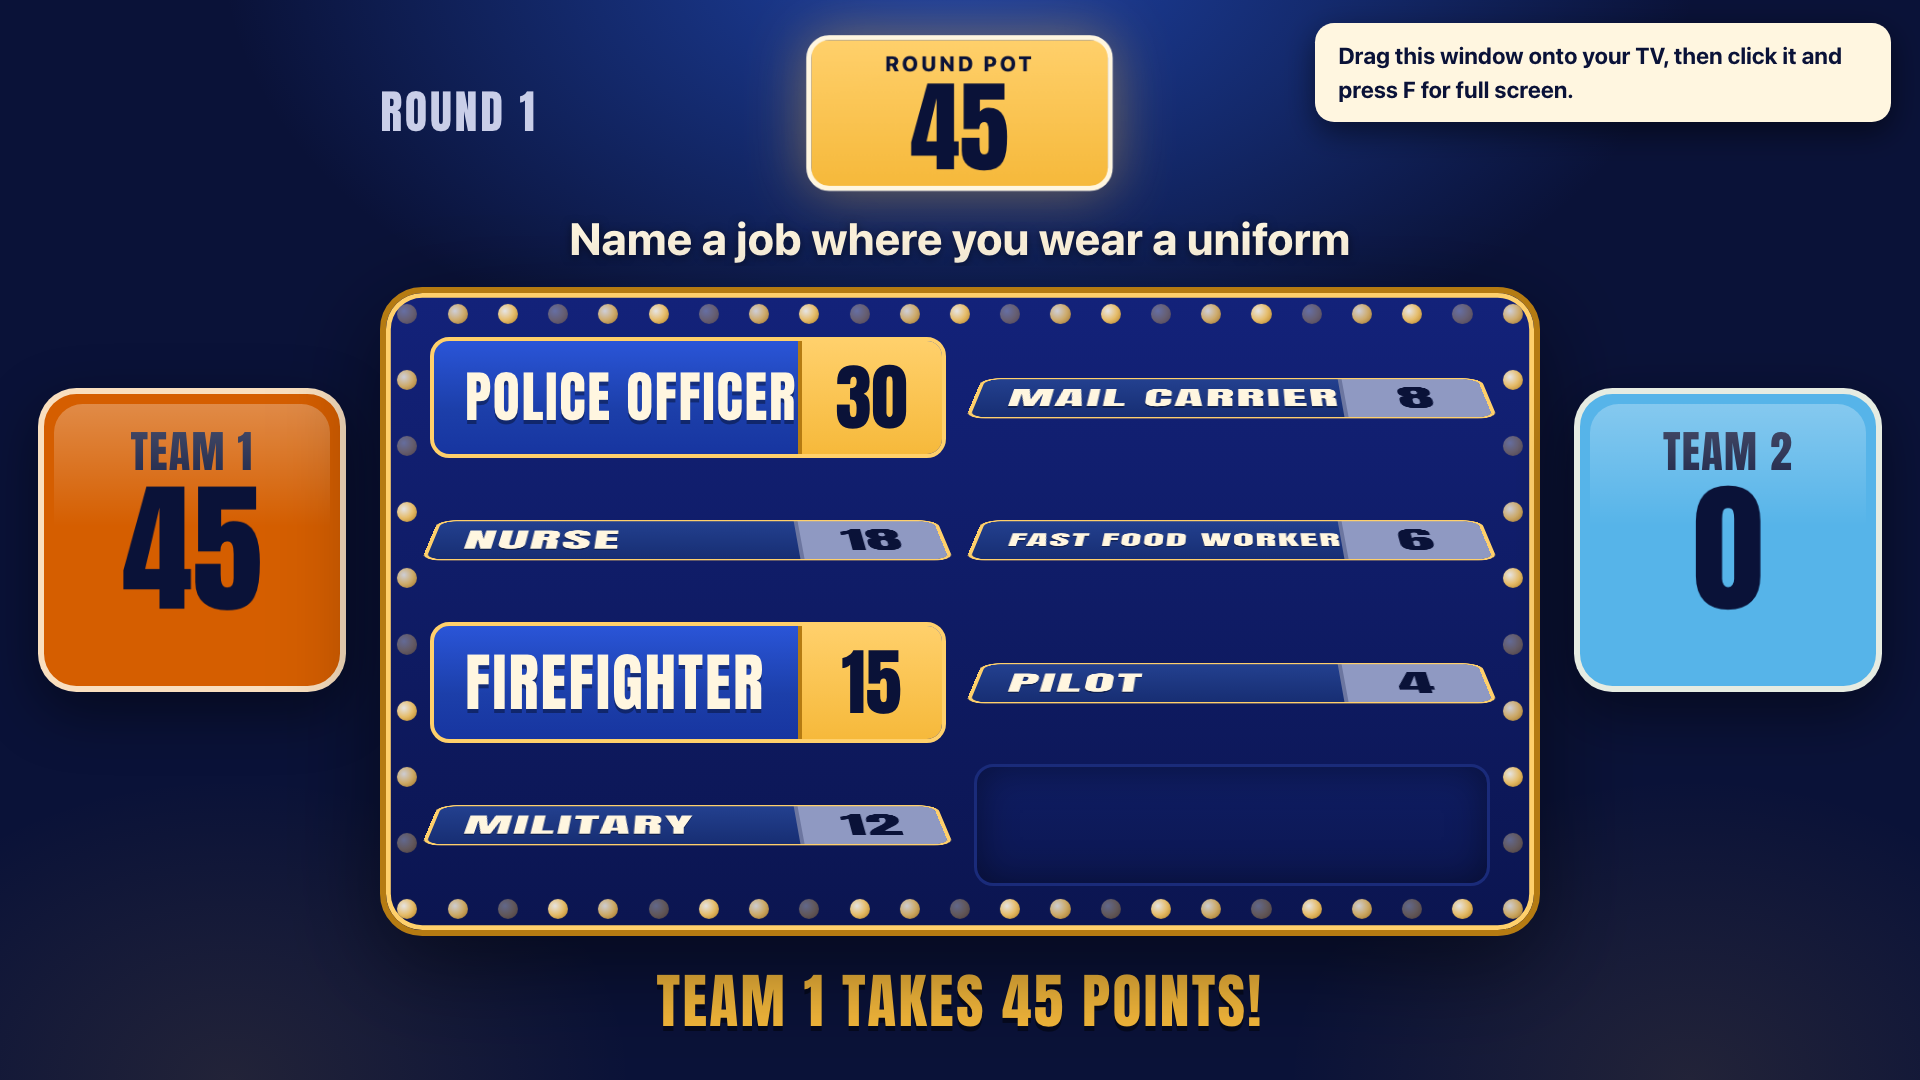 ROUND 1
ROUND POT
45
Drag this window onto your TV, then click it and
press F for full screen.
Name a job where you wear a uniform
TEAM 1
45
POLICE OFFICER 30
NURSE 18
FIREFIGHTER 15
MILITARY 12
MAIL CARRIER 8
FAST FOOD WORKER 6
PILOT 4
TEAM 2
0
TEAM 1 TAKES 45 POINTS!